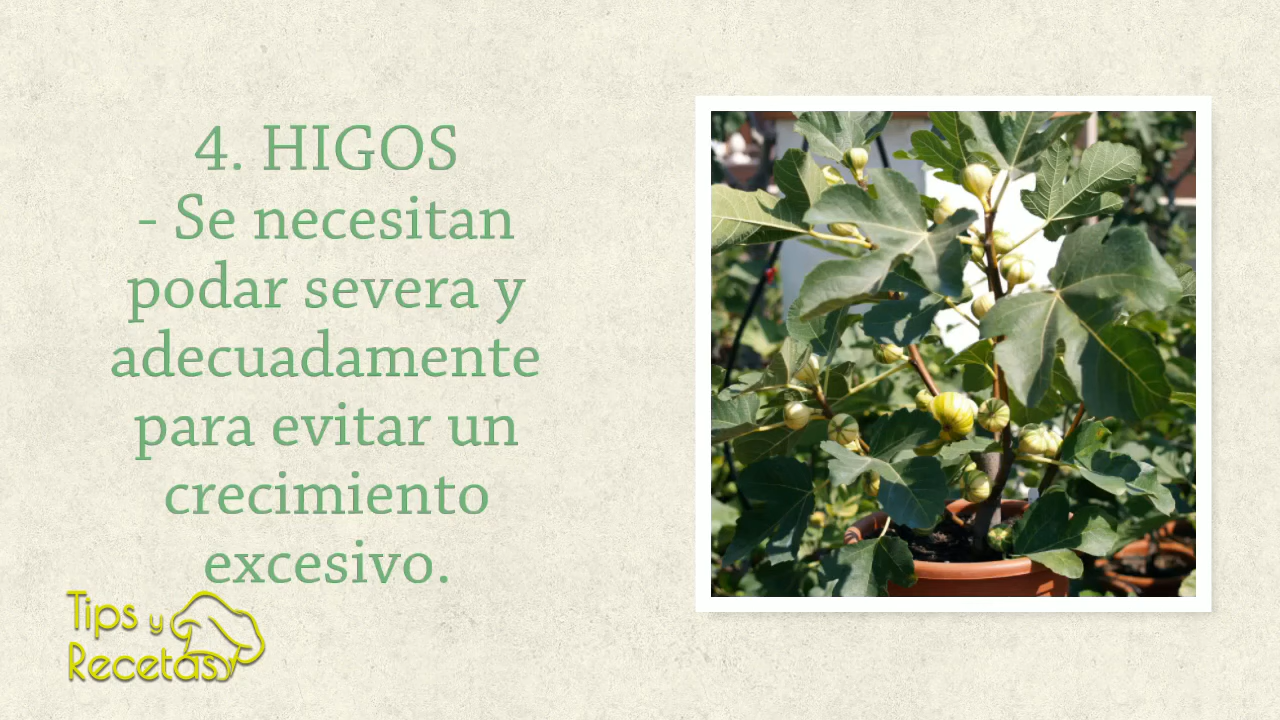 4. HIGOS
- Se necesitan
podar severa y
adecuadamente
para evitar un
crecimiento
excesivo.
Tips y
Recetas